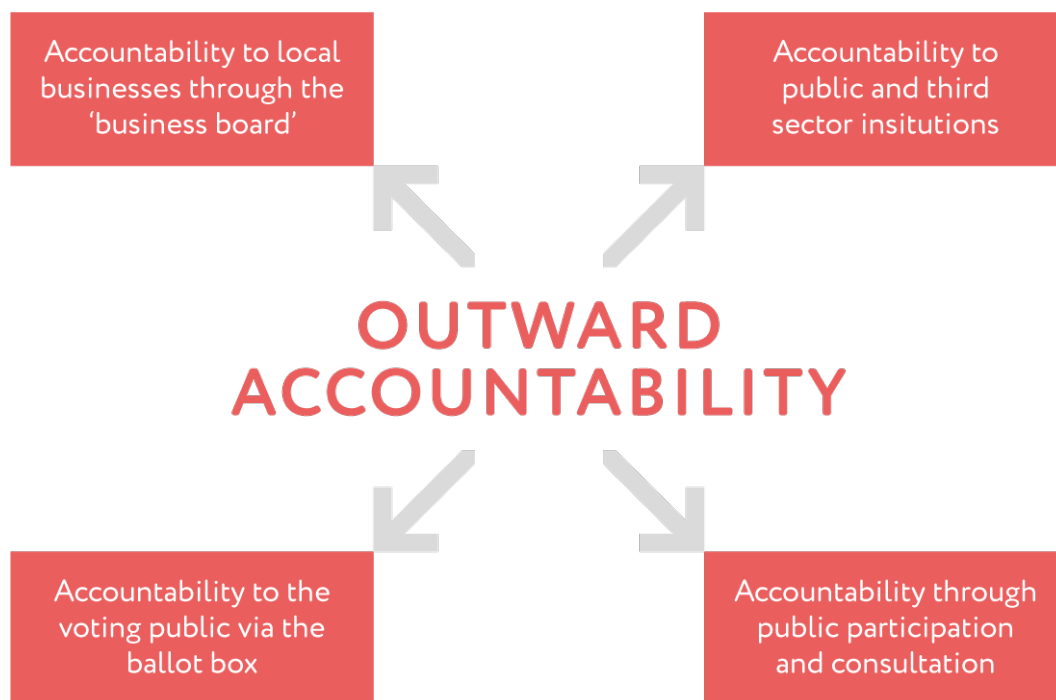 Accountability to local
businesses through the
‘business board’
Accountability to
public and third
sector insitutions
OUTWARD
ACCOUNTABILITY
Accountability to the
voting public via the
ballot box
Accountability through
public participation
and consultation